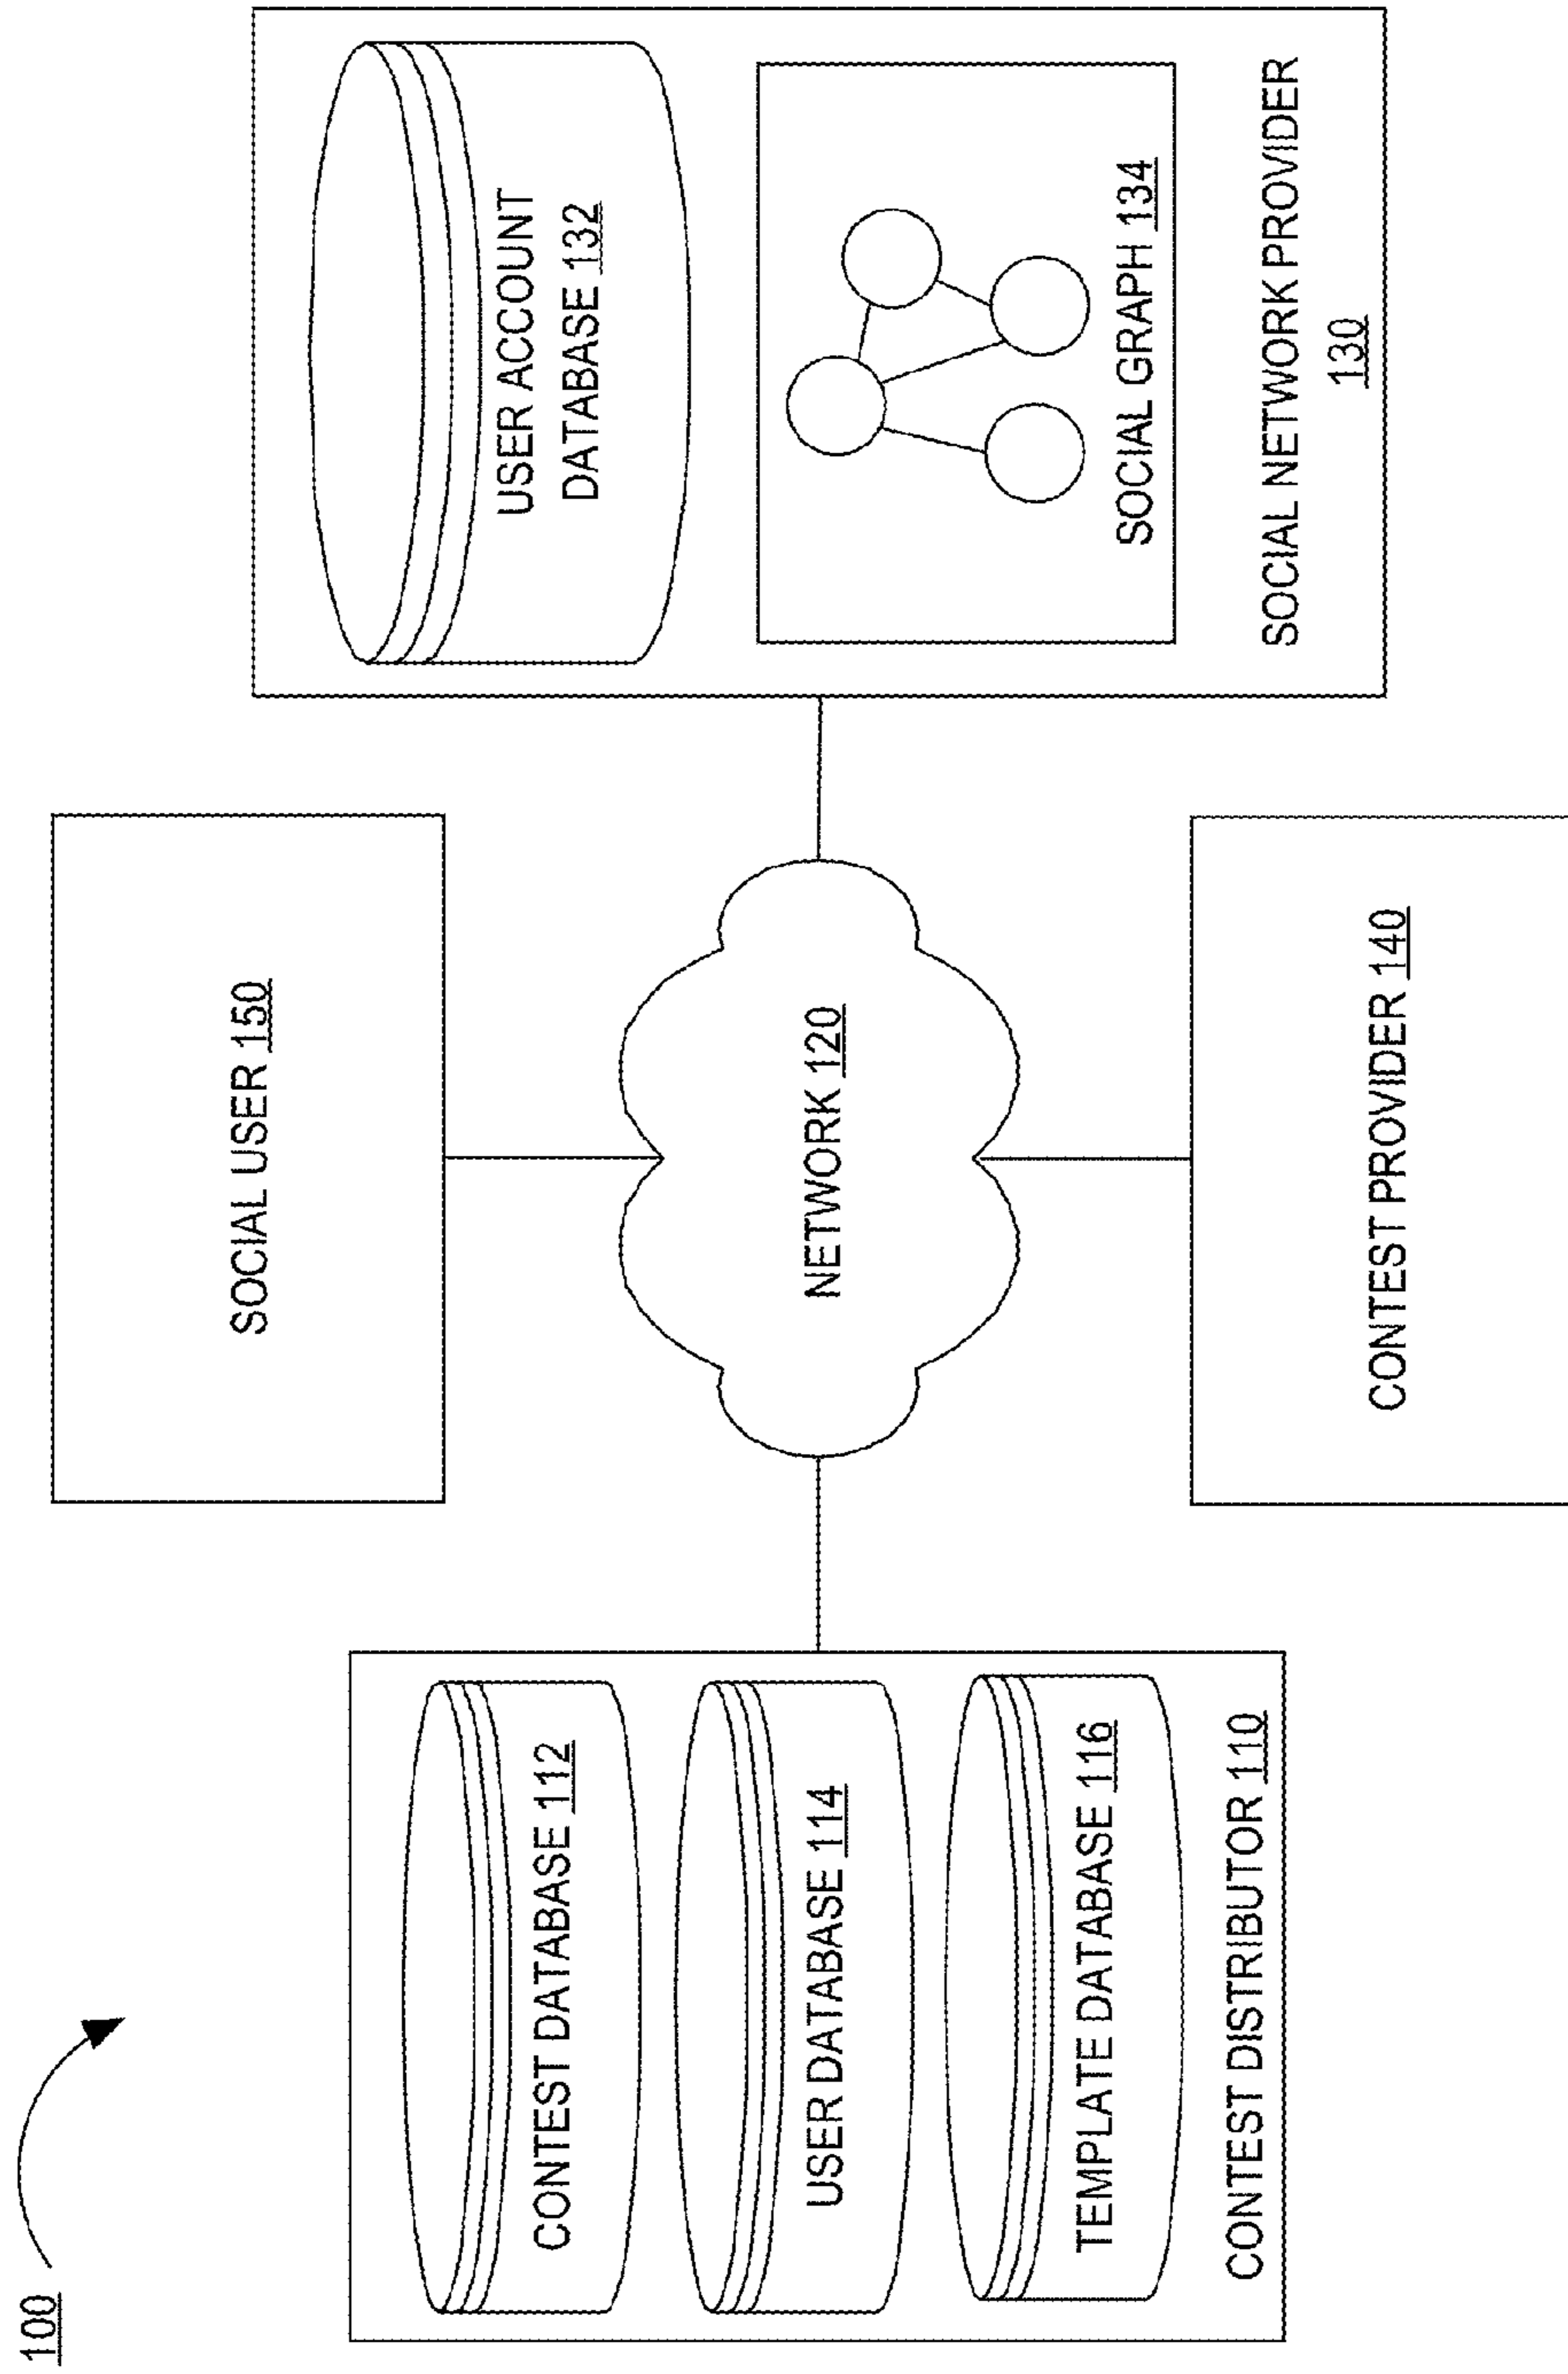 100
SOCIAL USER 150
CONTEST DATABASE 112
USER DATABASE 114
TEMPLATE DATABASE 116
CONTEST DISTRIBUTOR 110
NETWORK 120
CONTEST PROVIDER 140
USER ACCOUNT
DATABASE 132
SOCIAL GRAPH 134
SOCIAL NETWORK PROVIDER
130